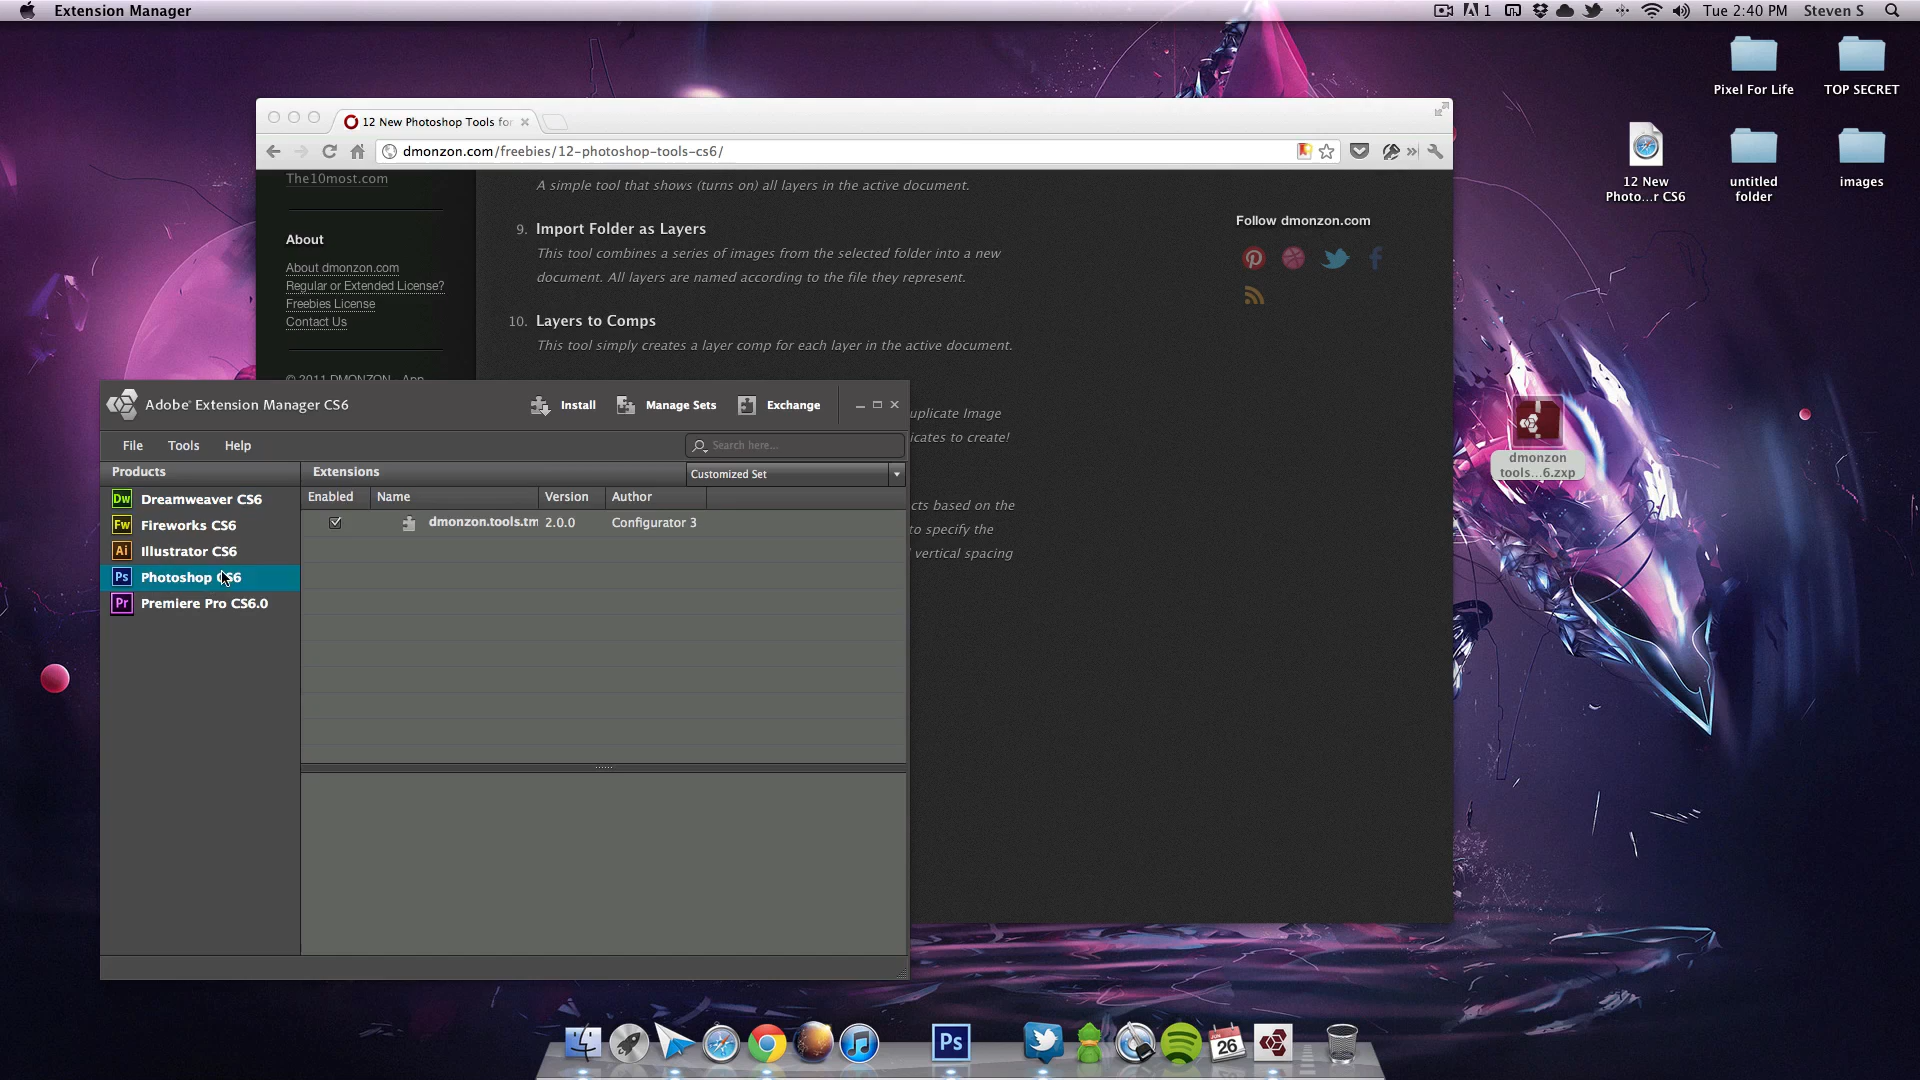 Extension Manager
1
Tue 2:40 PM
Steven S
Pixel For Life
TOP SECRET
12 New
Photo...r CS6
untitled
folder
images
dmonzon
tools...6.zxp
12 New Photoshop Tools for
dmonzon.com/freebies/12-photoshop-tools-cs6/
The10most.com
About
About dmonzon.com
Regular or Extended License?
Freebies License
Contact Us
© 2011 DMONZON - App
A simple tool that shows (turns on) all layers in the active document.
9. Import Folder as Layers
This tool combines a series of images from the selected folder into a new
document. All layers are named according to the file they represent.
10. Layers to Comps
This tool simply creates a layer comp for each layer in the active document.
uplicate Image
icates to create!
cts based on the
to specify the
vertical spacing
Follow dmonzon.com
Adobe® Extension Manager CS6
Install
Manage Sets
Exchange
File
Tools
Help
Search here...
Products
Extensions
Customized Set
Enabled
Name
Version
Author
Dw Dreamweaver CS6
Fw Fireworks CS6
Ai Illustrator CS6
Ps Photoshop CS6
Pr Premiere Pro CS6.0
dmonzon.tools.tm
2.0.0
Configurator 3
Ps
26